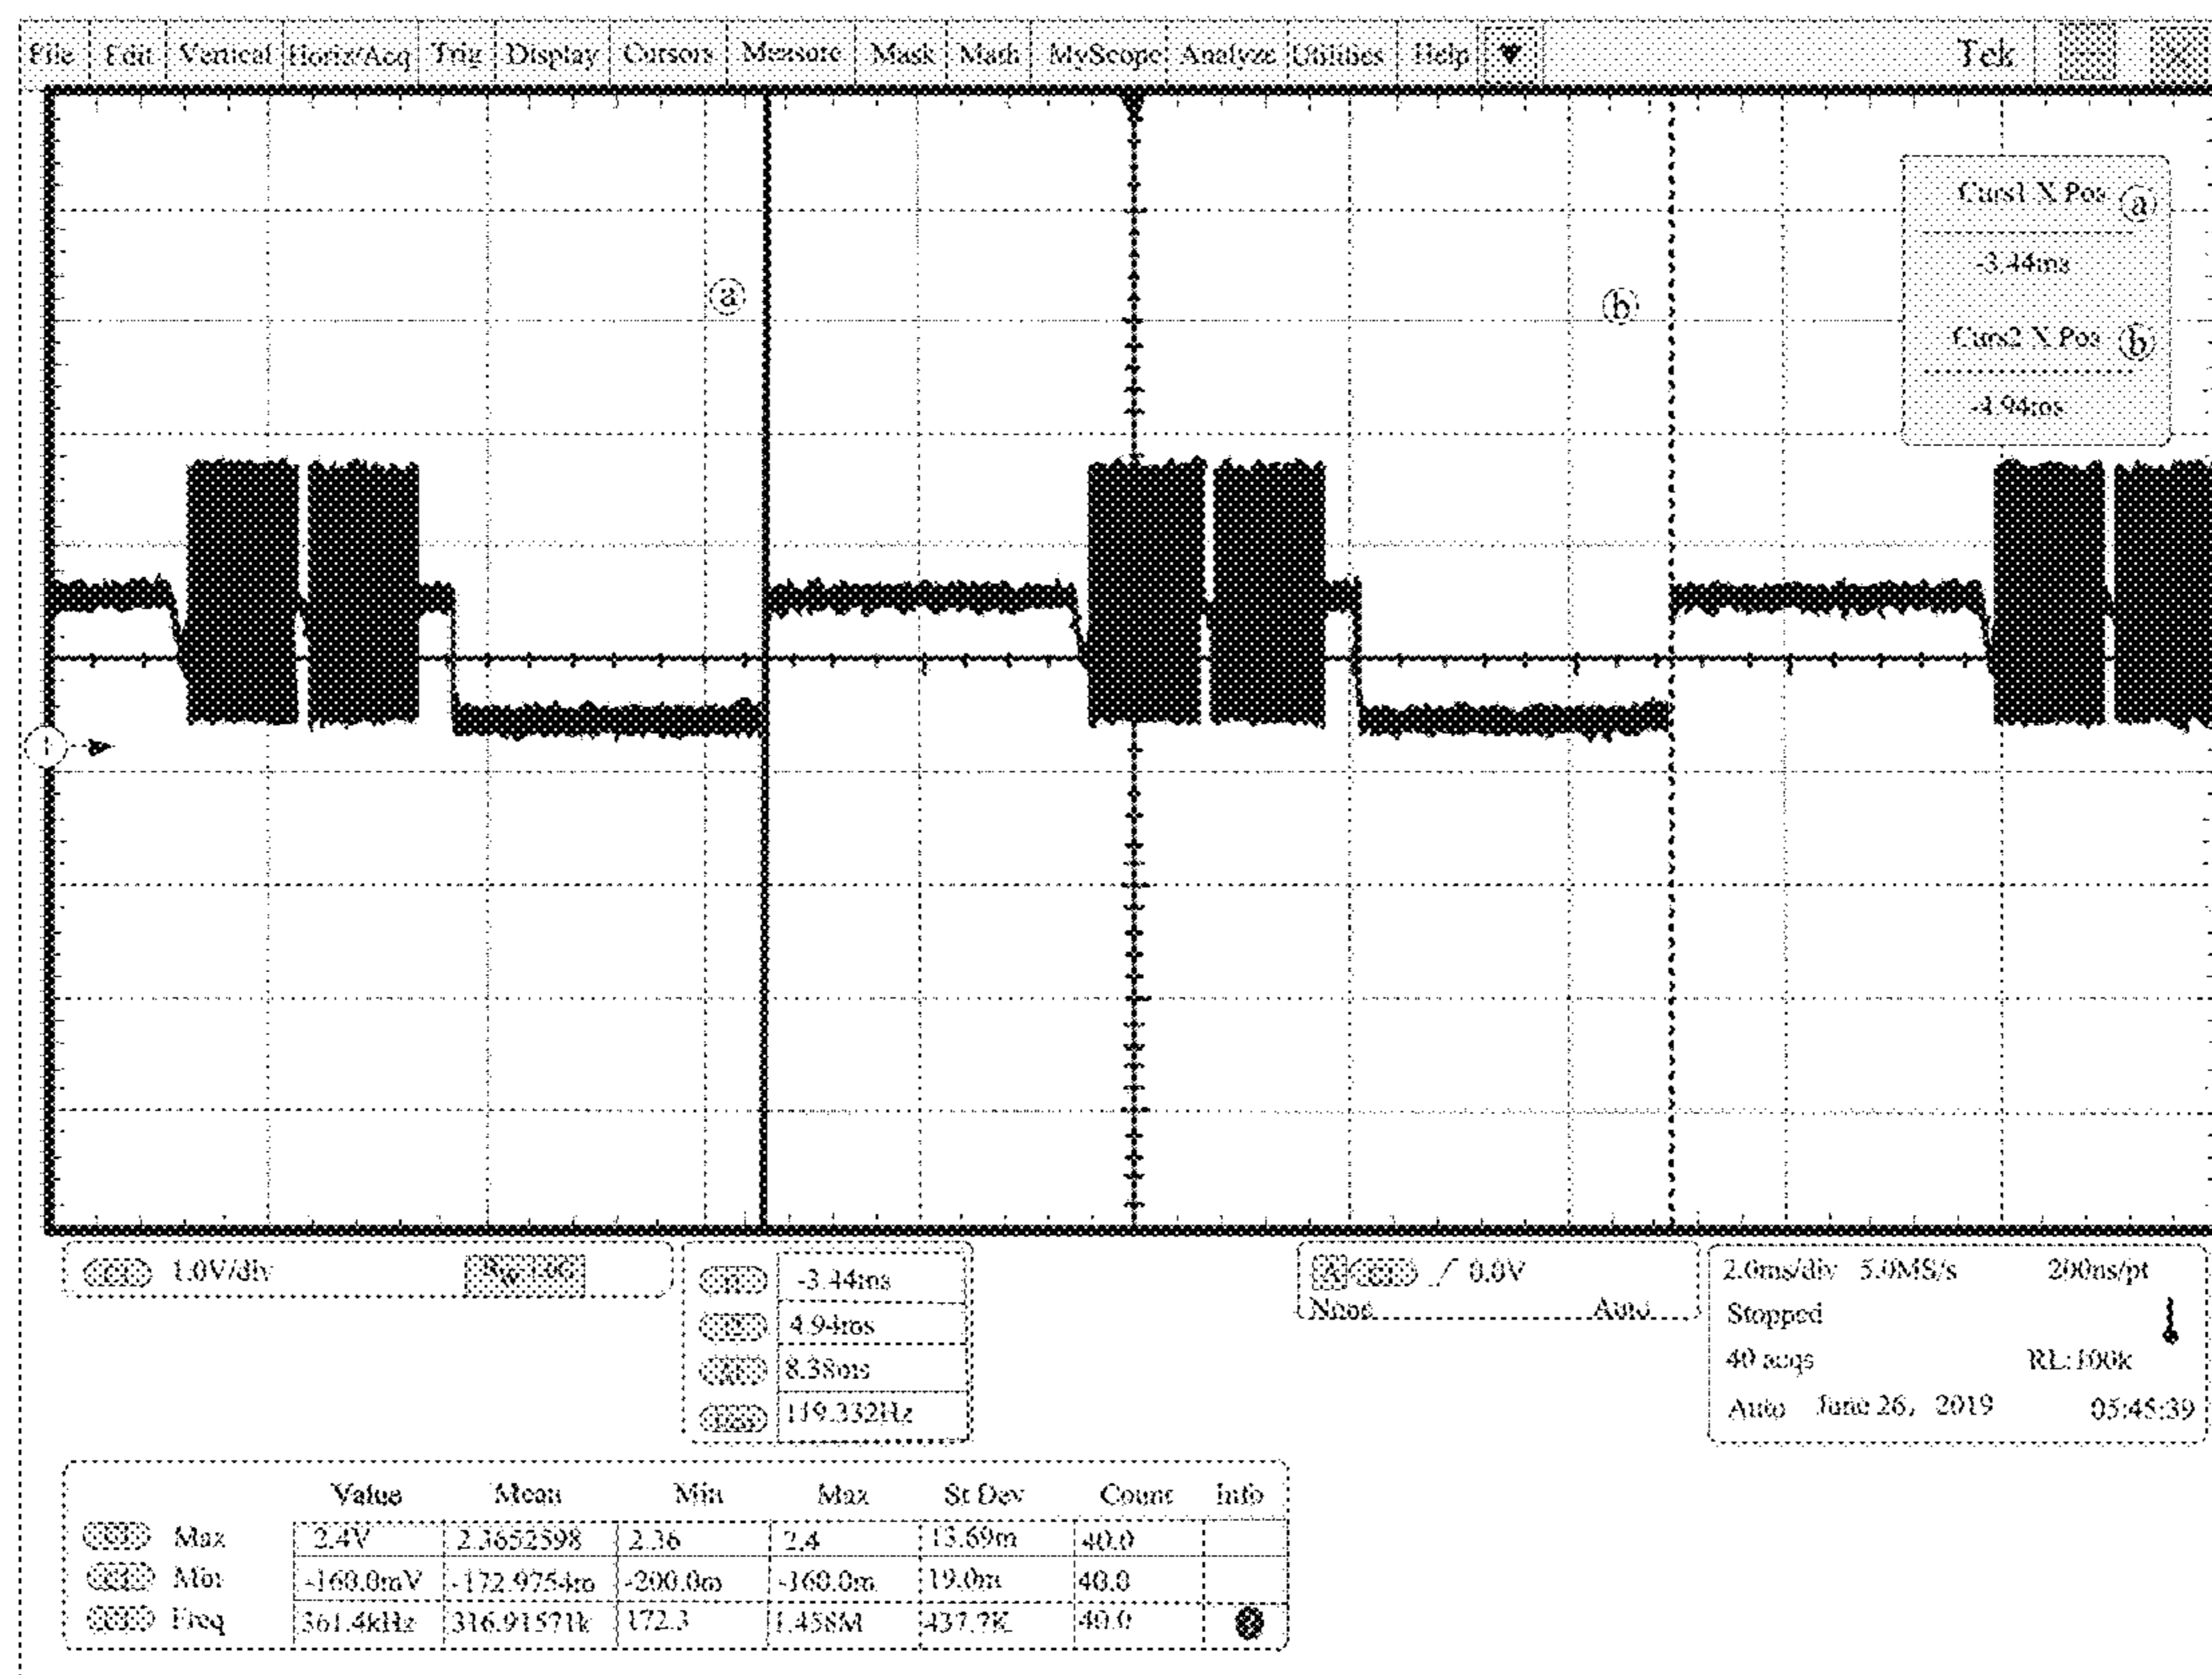 File Edit Vertical Horiz/Acq Trig Display Cursors Measure Mask Math MyScope Analyze Utilities Help Tek
Curs1 X Pos a
-3.44ms
Curs2 X Pos b
-4.94ms
a
b
1
1.0V/div
-3.44ms
4.94ms
8.38ms
119.332Hz
A / 0.0V
None Auto
2.0ms/div 5.0MS/s 200ns/pt
Stopped
40 acqs RL:100k
Auto June 26, 2019 05:45:39
Value Mean Min Max St Dev Count Info
Max 2.4V 2.3652598 2.36 2.4 13.69m 40.0
Min -160.0mV -172.9754m -200.0m -160.0m 19.0m 40.0
Freq 361.4kHz 316.91571k 172.3 1.458M 437.7K 40.0